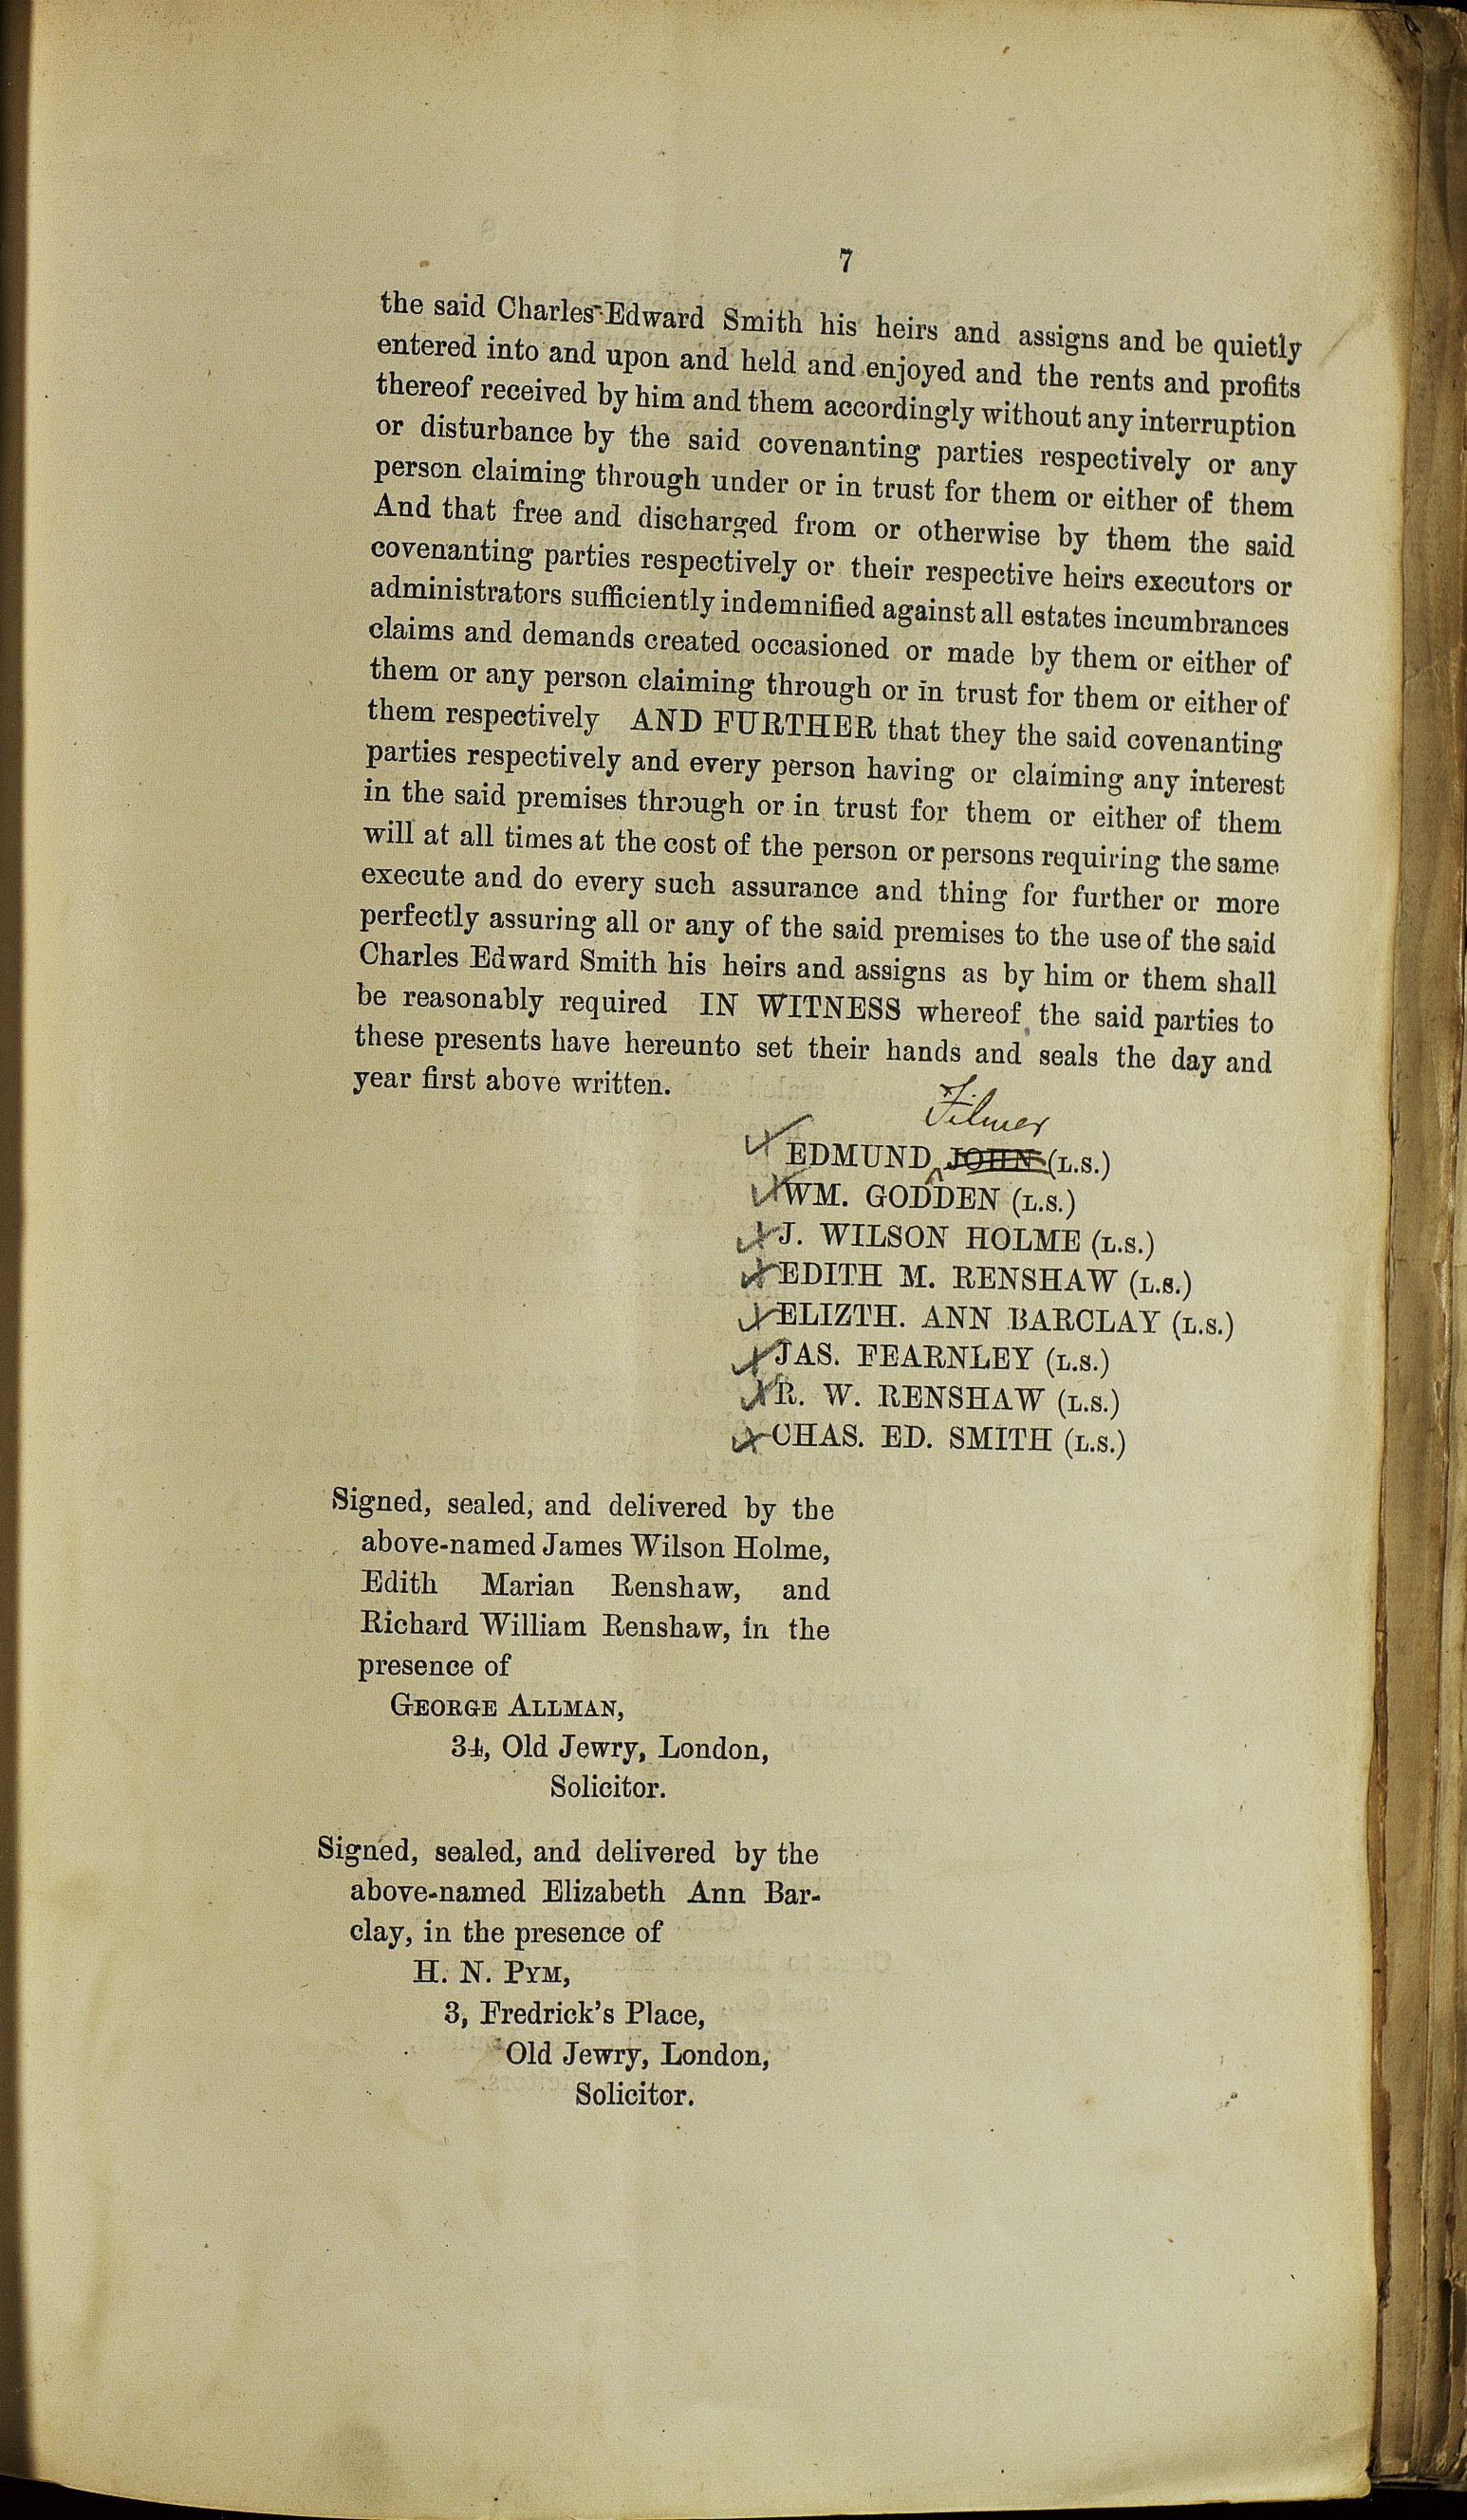 7
the said Charles Edward Smith his heirs and assigns and be quietly
entered into and upon and held and enjoyed and the rents and profits
thereof received by him and them accordingly without any interruption
or disturbance by the said covenanting parties respectively or any
person claiming through under or in trust for them or either of them
And that free and discharged from or otherwise by them the said
covenanting parties respectively or their respective heirs executors or
administrators sufficiently indemnified against all estates incumbrances
claims and demands created occasioned or made by them or either of
them or any person claiming through or in trust for them or either of
them respectively AND FURTHER that they the said covenanting
parties respectively and every person having or claiming any interest
in the said premises through or in trust for them or either of them
will at all times at the cost of the person or persons requiring the same
execute and do every such assurance and thing for further or more
perfectly assuring all or any of the said premises to the use of the said
Charles Edward Smith his heirs and assigns as by him or them shall
be reasonably required IN WITNESS whereof the said parties to
these presents have hereunto set their hands and seals the day and
year first above written.
Filmer
EDMUND JOHN (L.S.)
WM. GODDEN (L.S.)
J. WILSON HOLME (L.S.)
EDITH M. RENSHAW (L.S.)
ELIZTH. ANN BARCLAY (L.S.)
JAS. FEARNLEY (L.S.)
R. W. RENSHAW (L.S.)
CHAS. ED. SMITH (L.S.)
Signed, sealed, and delivered by the
above-named James Wilson Holme,
Edith Marian Renshaw, and
Richard William Renshaw, in the
presence of
GEORGE ALLMAN,
34, Old Jewry, London,
Solicitor.
Signed, sealed, and delivered by the
above-named Elizabeth Ann Bar-
clay, in the presence of
H. N. PYM,
3, Fredrick's Place,
Old Jewry, London,
Solicitor.